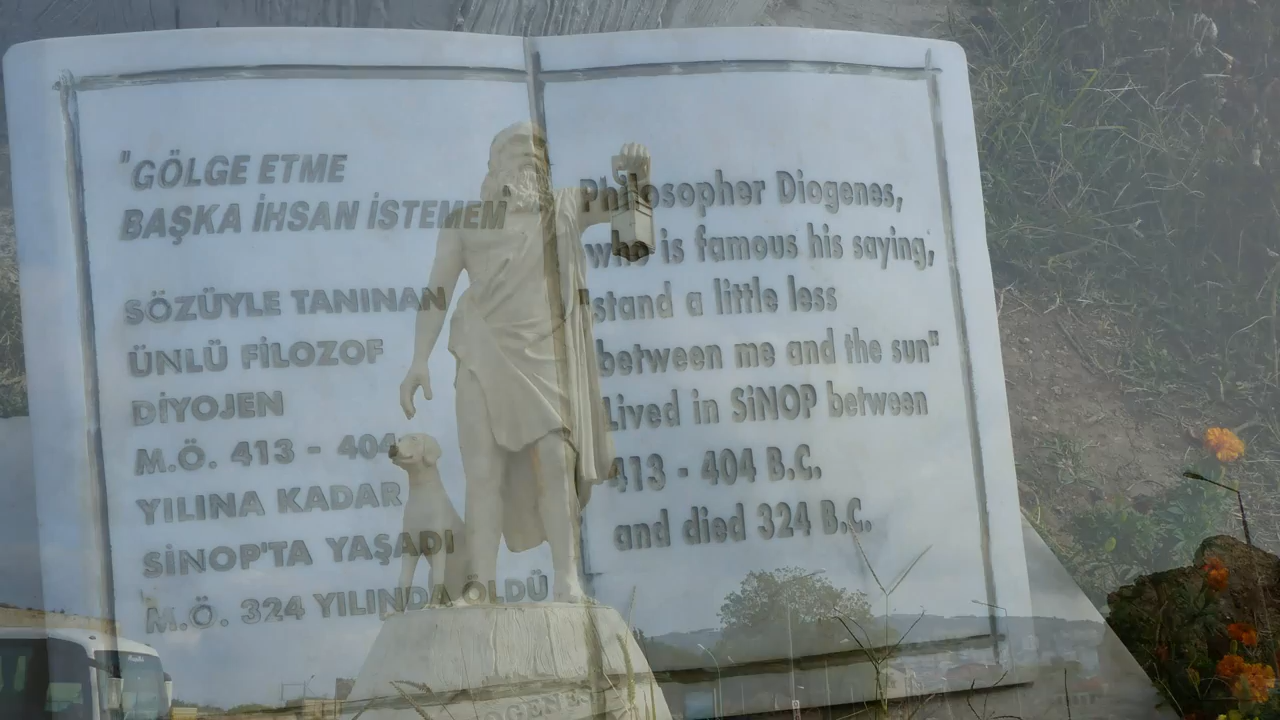 "GÖLGE ETME
BAŞKA İHSAN İSTEMEM
SÖZÜYLE TANINAN
ÜNLÜ FİLOZOF
DİYOJEN
M.Ö. 413 - 404
YILINA KADAR
SİNOP'TA YAŞADI
M.Ö. 324 YILINDA ÖLDÜ
Philosopher Diogenes,
who is famous his saying,
"stand a little less
between me and the sun"
Lived in SİNOP between
413 - 404 B.C.
and died 324 B.C.